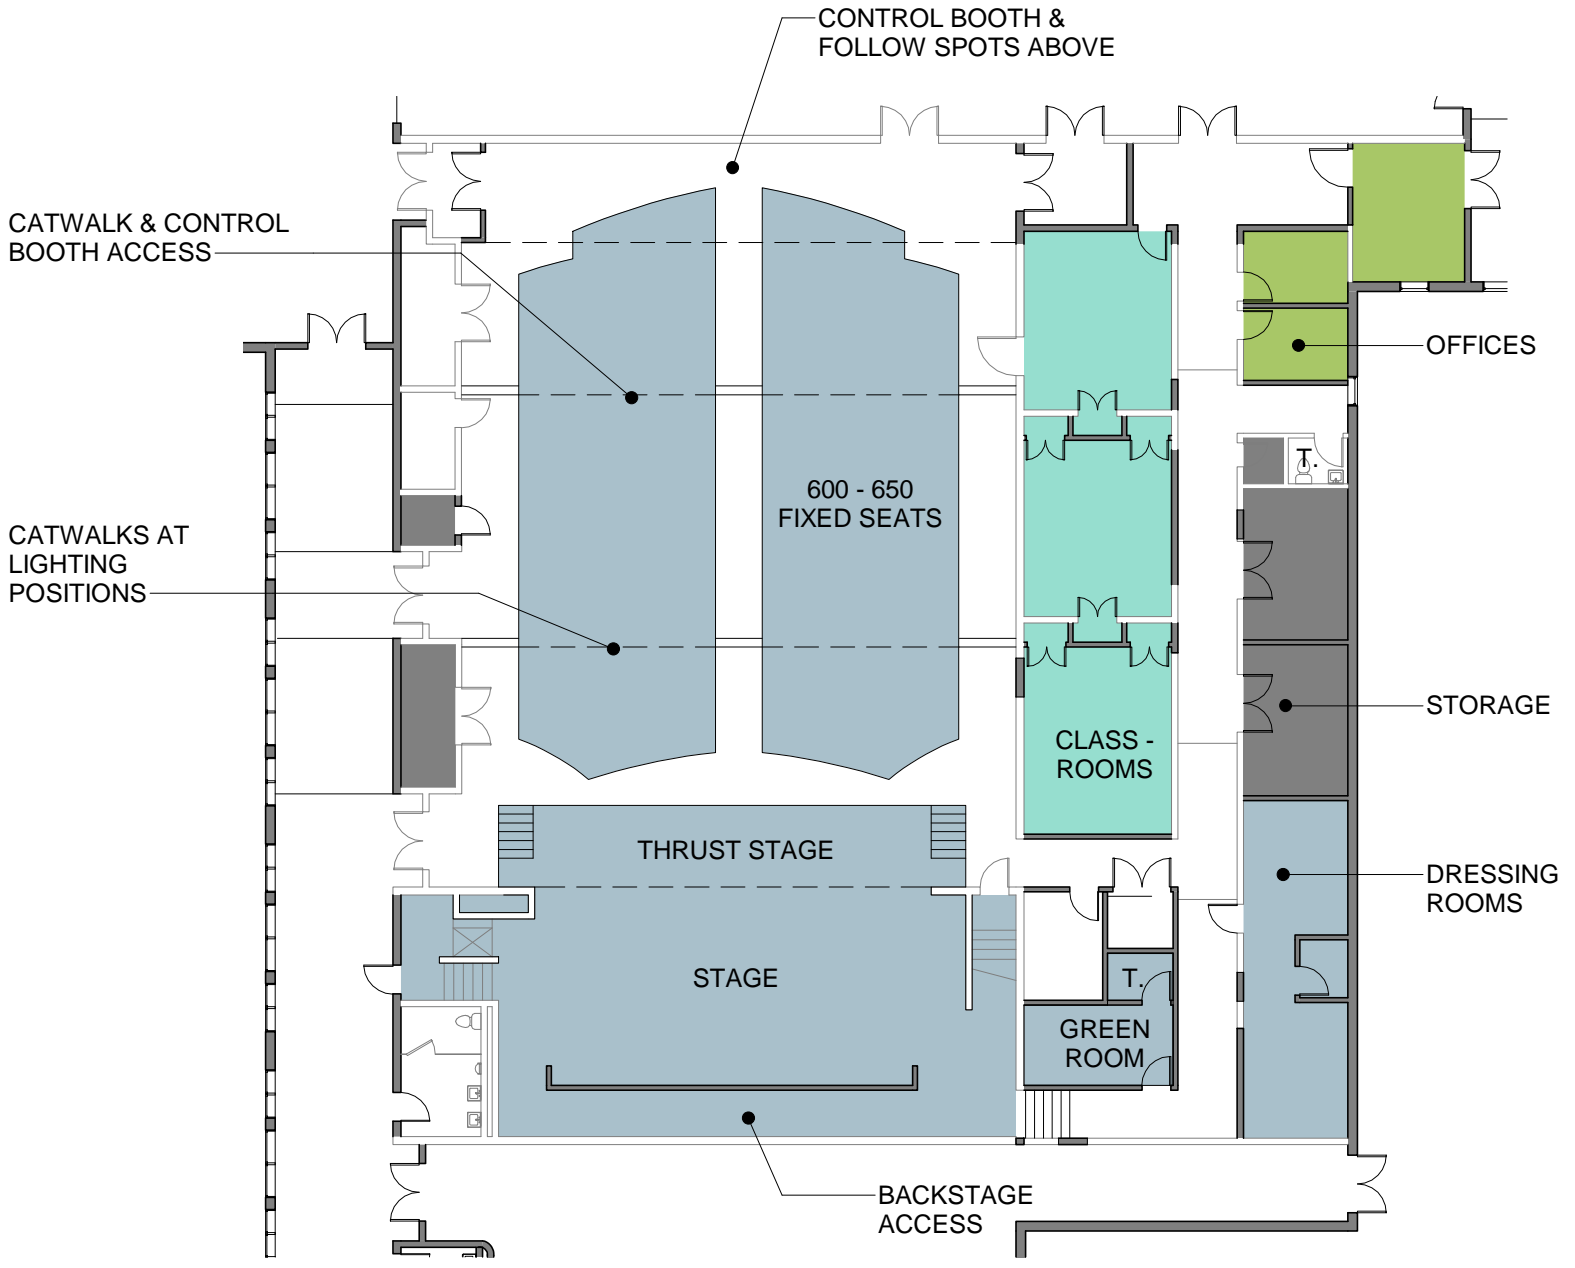 CONTROL BOOTH &
FOLLOW SPOTS ABOVE
CATWALK & CONTROL
BOOTH ACCESS
OFFICES
T.
600 - 650
FIXED SEATS
CATWALKS AT
LIGHTING
POSITIONS
STORAGE
CLASS -
ROOMS
THRUST STAGE
DRESSING
ROOMS
STAGE
T.
GREEN
ROOM
BACKSTAGE
ACCESS